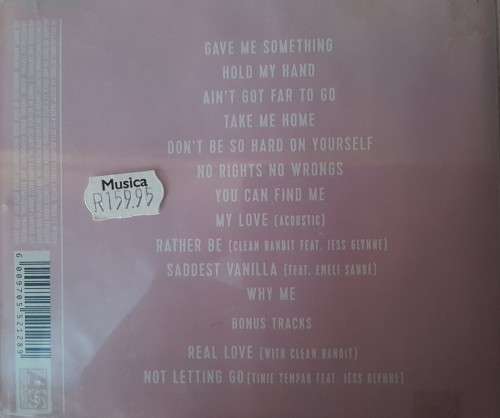 GAVE ME SOMETHING
HOLD MY HAND
AIN'T GOT FAR TO GO
TAKE ME HOME
DON'T BE SO HARD ON YOURSELF
NO RIGHTS NO WRONGS
YOU CAN FIND ME
MY LOVE (ACOUSTIC)
RATHER BE (CLEAN BANDIT FEAT. JESS GLYNNE)
SADDEST VANILLA (FEAT. EMELI SANDÉ)
WHY ME
BONUS TRACKS
REAL LOVE (WITH CLEAN BANDIT)
NOT LETTING GO (TINIE TEMPAH FEAT. JESS GLYNNE)
Musica
R159.95
6 009705 521289